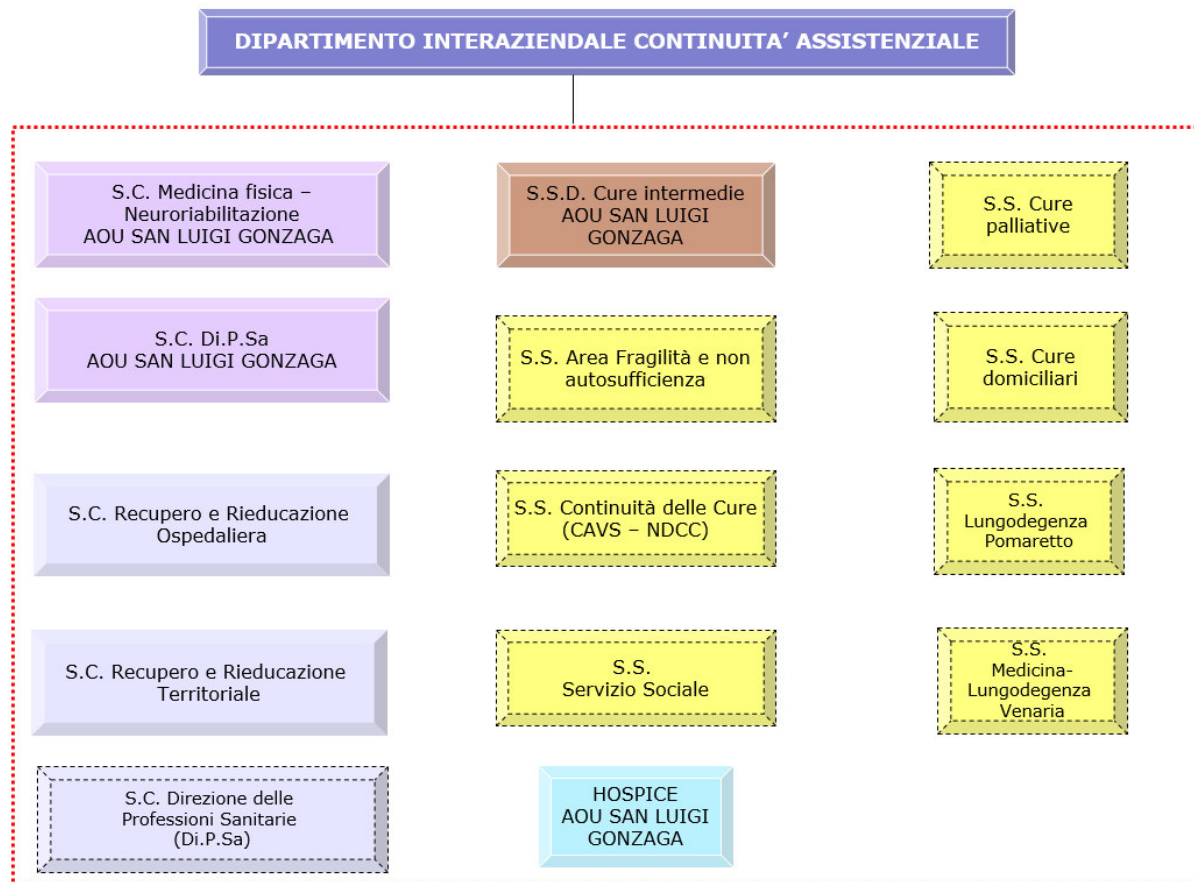 DIPARTIMENTO INTERAZIENDALE CONTINUITA’ ASSISTENZIALE
S.C. Medicina fisica –
Neuroriabilitazione
AOU SAN LUIGI GONZAGA
S.S.D. Cure intermedie
AOU SAN LUIGI
GONZAGA
S.S. Cure
palliative
S.C. Di.P.Sa
AOU SAN LUIGI GONZAGA
S.S. Area Fragilità e non
autosufficienza
S.S. Cure
domiciliari
S.C. Recupero e Rieducazione
Ospedaliera
S.S. Continuità delle Cure
(CAVS – NDCC)
S.S.
Lungodegenza
Pomaretto
S.C. Recupero e Rieducazione
Territoriale
S.S.
Servizio Sociale
S.S.
Medicina-
Lungodegenza
Venaria
S.C. Direzione delle
Professioni Sanitarie
(Di.P.Sa)
HOSPICE
AOU SAN LUIGI
GONZAGA